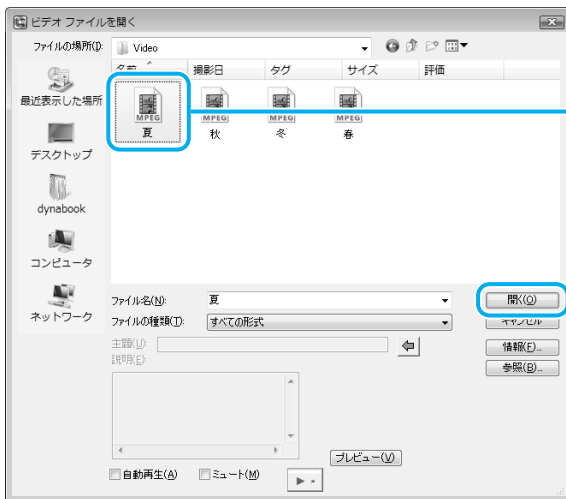 ビデオ ファイルを開く
ファイルの場所(I):
Video
名前
撮影日
タグ
サイズ
評価
最近表示した場所
デスクトップ
dynabook
コンピュータ
ネットワーク
MPEG
夏
MPEG
秋
MPEG
冬
MPEG
春
ファイル名(N):
夏
開く(O)
ファイルの種類(T):
すべての形式
キャンセル
主題(U):
情報(F)...
説明(E):
参照(B)...
プレビュー(V)
自動再生(A)
ミュート(M)